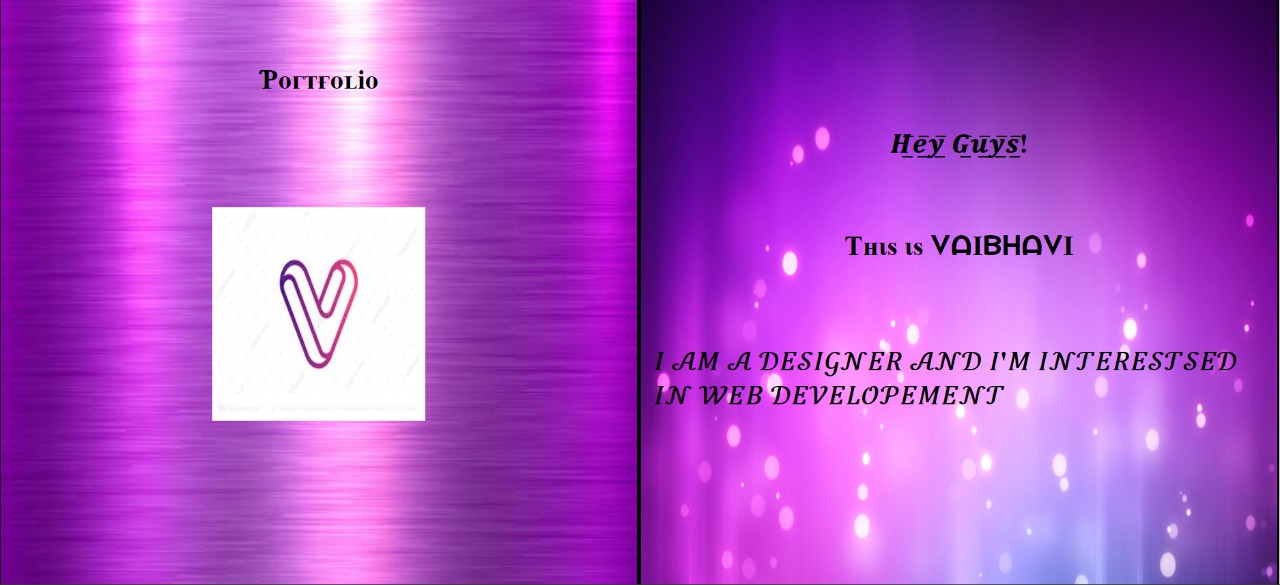 Portfolio
V
Hey Guys!
This is VAIBHAVI
I AM A DESIGNER AND I'M INTERESTSED
IN WEB DEVELOPEMENT